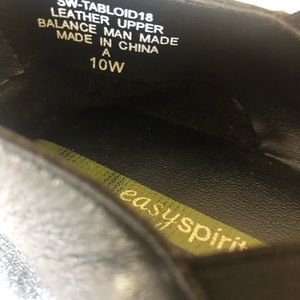 SW-TABLOID18
LEATHER UPPER
BALANCE MAN MADE
MADE IN CHINA
A
10W
easyspirit